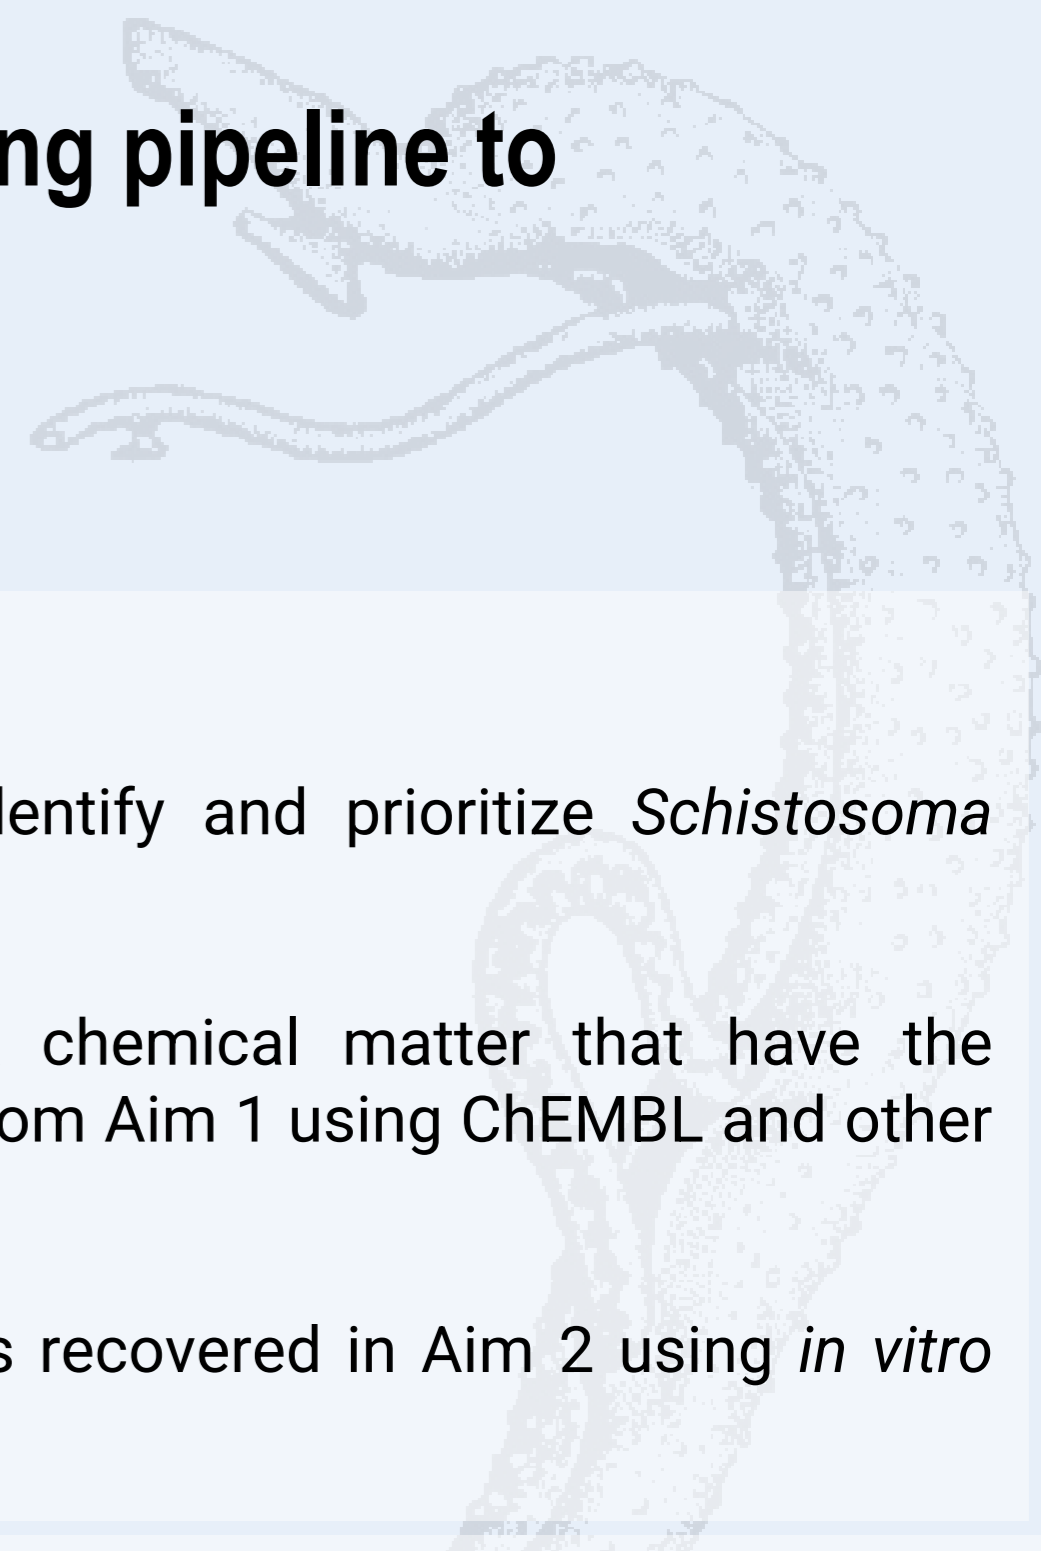 ng pipeline to
dentify and prioritize Schistosoma
chemical matter that have the
om Aim 1 using ChEMBL and other
s recovered in Aim 2 using in vitro